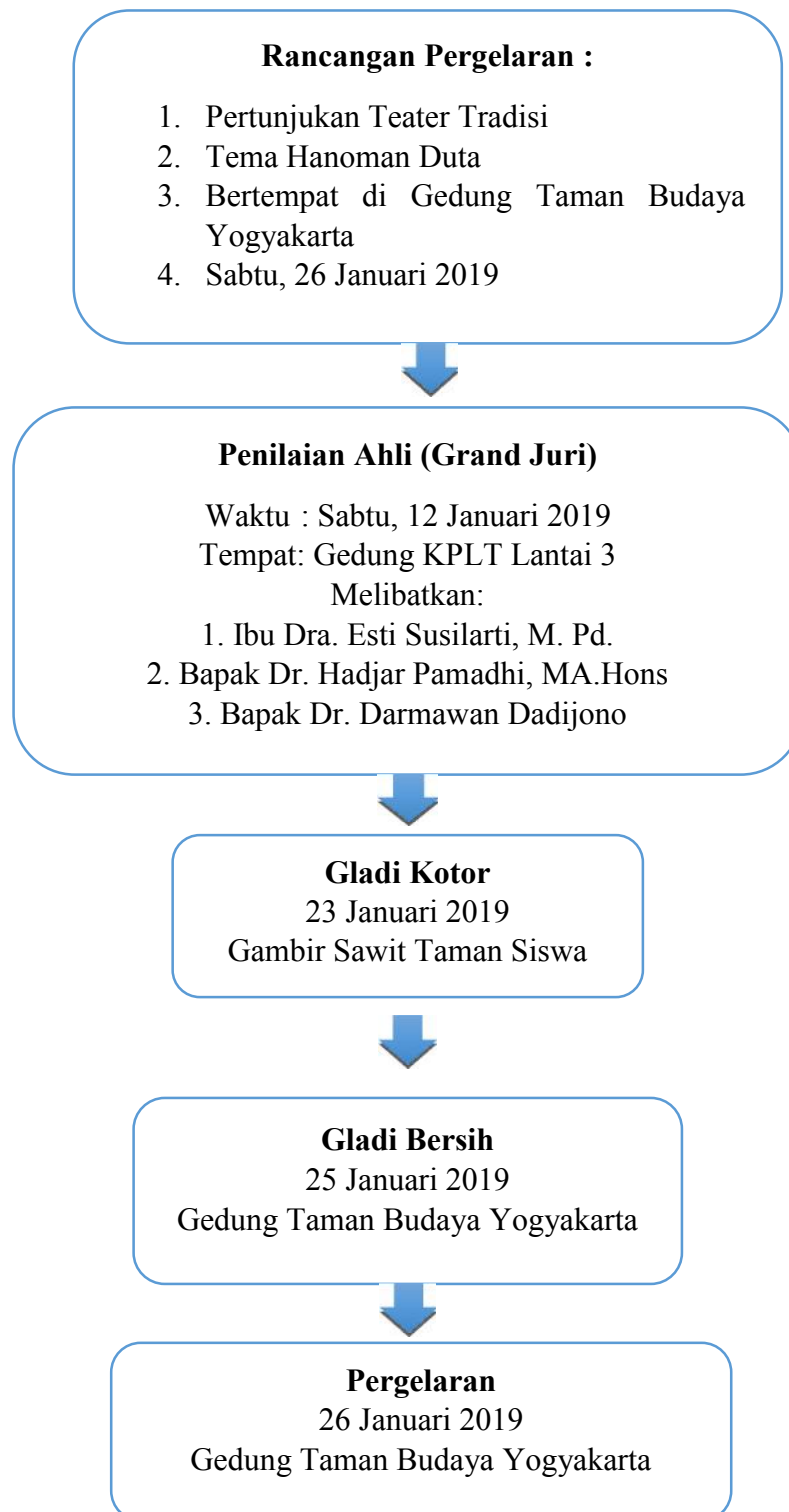 Rancangan Pergelaran :
1. Pertunjukan Teater Tradisi
2. Tema Hanoman Duta
3. Bertempat di Gedung Taman Budaya
Yogyakarta
4. Sabtu, 26 Januari 2019
Penilaian Ahli (Grand Juri)
Waktu : Sabtu, 12 Januari 2019
Tempat: Gedung KPLT Lantai 3
Melibatkan:
1. Ibu Dra. Esti Susilarti, M. Pd.
2. Bapak Dr. Hadjar Pamadhi, MA.Hons
3. Bapak Dr. Darmawan Dadijono
Gladi Kotor
23 Januari 2019
Gambir Sawit Taman Siswa
Gladi Bersih
25 Januari 2019
Gedung Taman Budaya Yogyakarta
Pergelaran
26 Januari 2019
Gedung Taman Budaya Yogyakarta